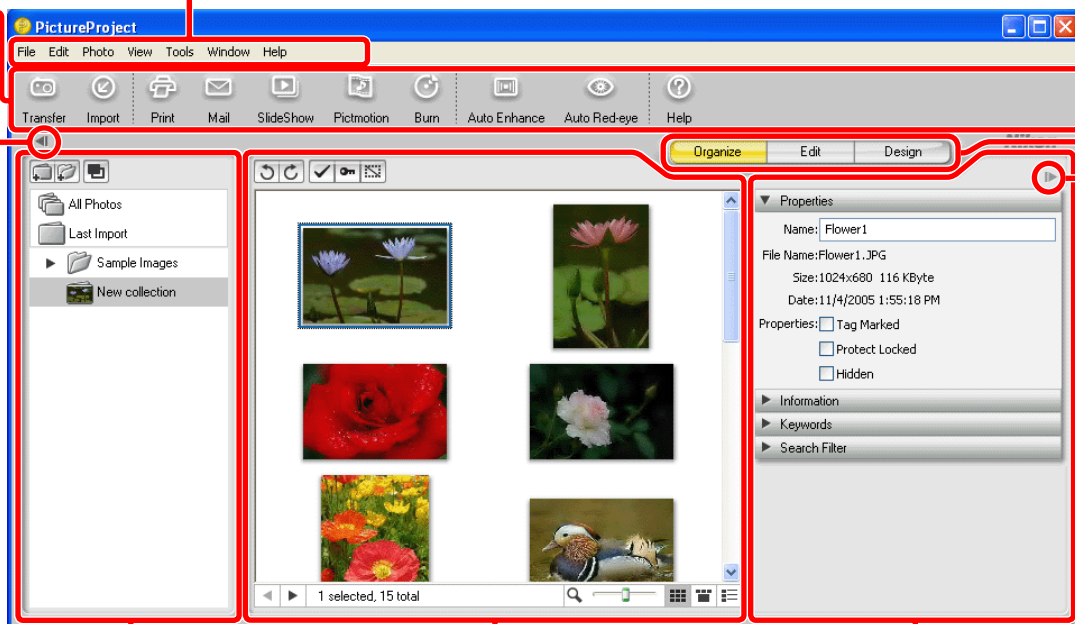 PictureProject
File Edit Photo View Tools Window Help
Transfer Import Print Mail SlideShow Pictmotion Burn Auto Enhance Auto Red-eye Help
Organize Edit Design
All Photos
Last Import
Sample Images
New collection
Properties
Name: Flower1
File Name:Flower1.JPG
Size:1024x680 116 KByte
Date:11/4/2005 1:55:18 PM
Properties: Tag Marked
Protect Locked
Hidden
Information
Keywords
Search Filter
1 selected, 15 total